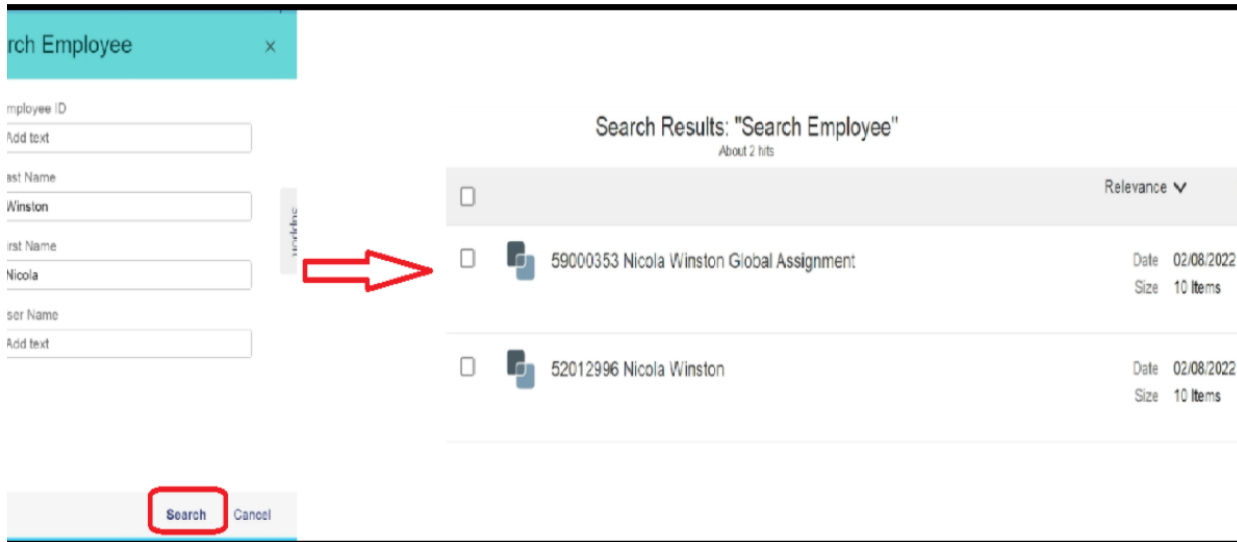 rch Employee ×
mployee ID
Add text
ast Name
Winston
irst Name
Nicola
ser Name
Add text
Search Cancel
Search Results: "Search Employee"
About 2 hits
Relevance
59000353 Nicola Winston Global Assignment
Date 02/08/2022
Size 10 Items
52012996 Nicola Winston
Date 02/08/2022
Size 10 Items